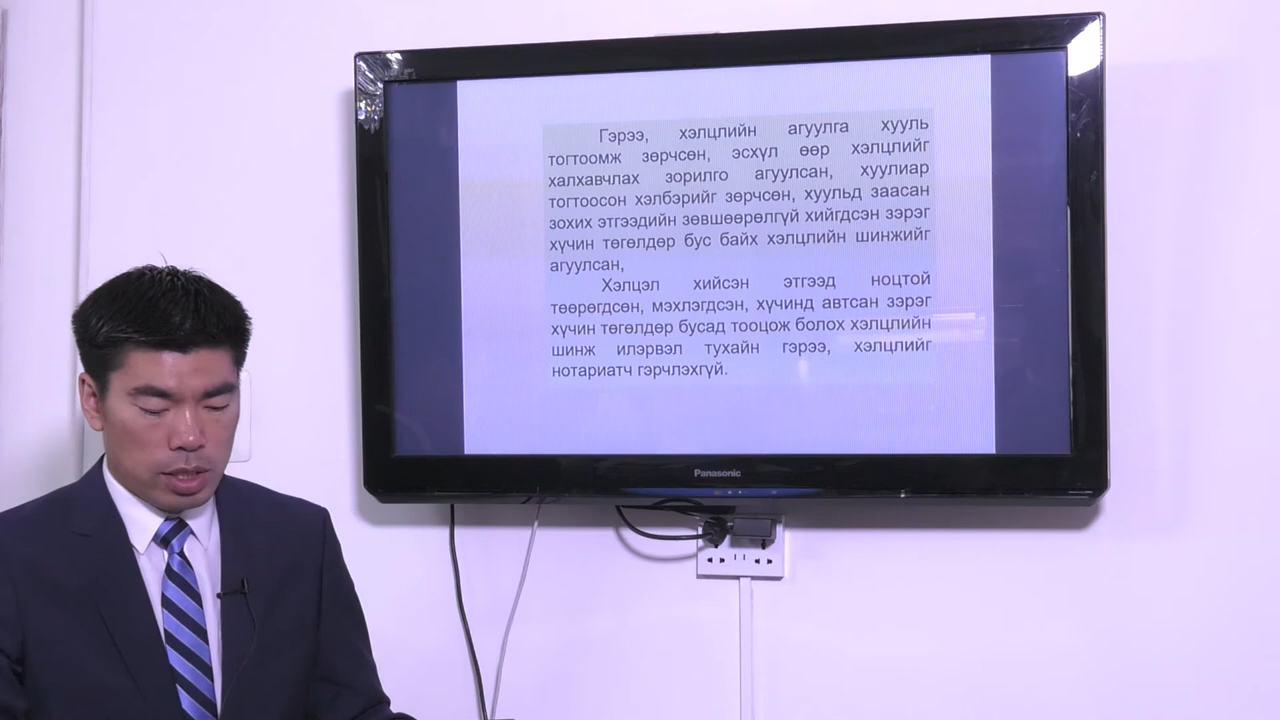 Гэрээ, хэлцлийн агуулга хууль
тогтоомж зөрчсөн, эсхүл өөр хэлцлийг
халхавчлах зорилго агуулсан, хуулиар
тогтоосон хэлбэрийг зөрчсөн, хуульд заасан
зохих этгээдийн зөвшөөрөлгүй хийгдсэн зэрэг
хүчин төгөлдөр бус байх хэлцлийн шинжийг
агуулсан,
Хэлцэл хийсэн этгээд ноцтой
төөрөгдсөн, мэхлэгдсэн, хүчинд автсан зэрэг
хүчин төгөлдөр бусад тооцож болох хэлцлийн
шинж илэрвэл тухайн гэрээ, хэлцлийг
нотариатч гэрчлэхгүй.
Panasonic